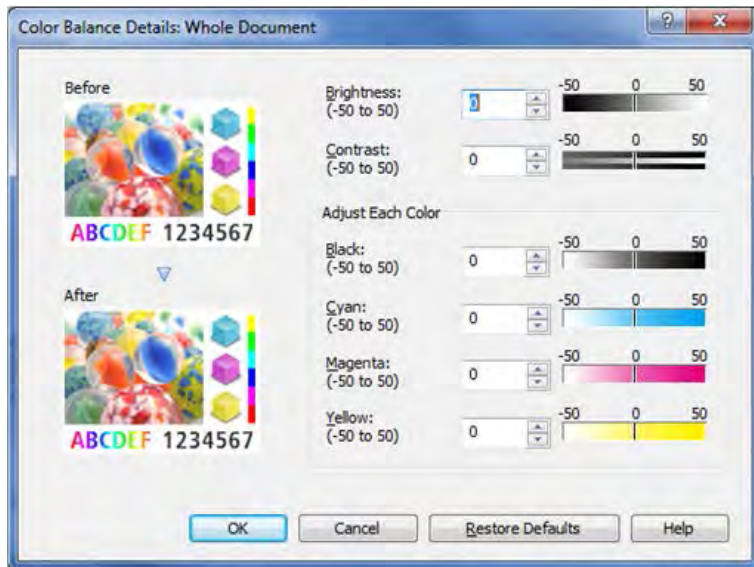 Color Balance Details: Whole Document
?
Before
ABCDEF 1234567
After
ABCDEF 1234567
Brightness:
(-50 to 50)
0
-50 0 50
Contrast:
(-50 to 50)
0
-50 0 50
Adjust Each Color
Black:
(-50 to 50)
0
-50 0 50
Cyan:
(-50 to 50)
0
-50 0 50
Magenta:
(-50 to 50)
0
-50 0 50
Yellow:
(-50 to 50)
0
-50 0 50
OK Cancel Restore Defaults Help